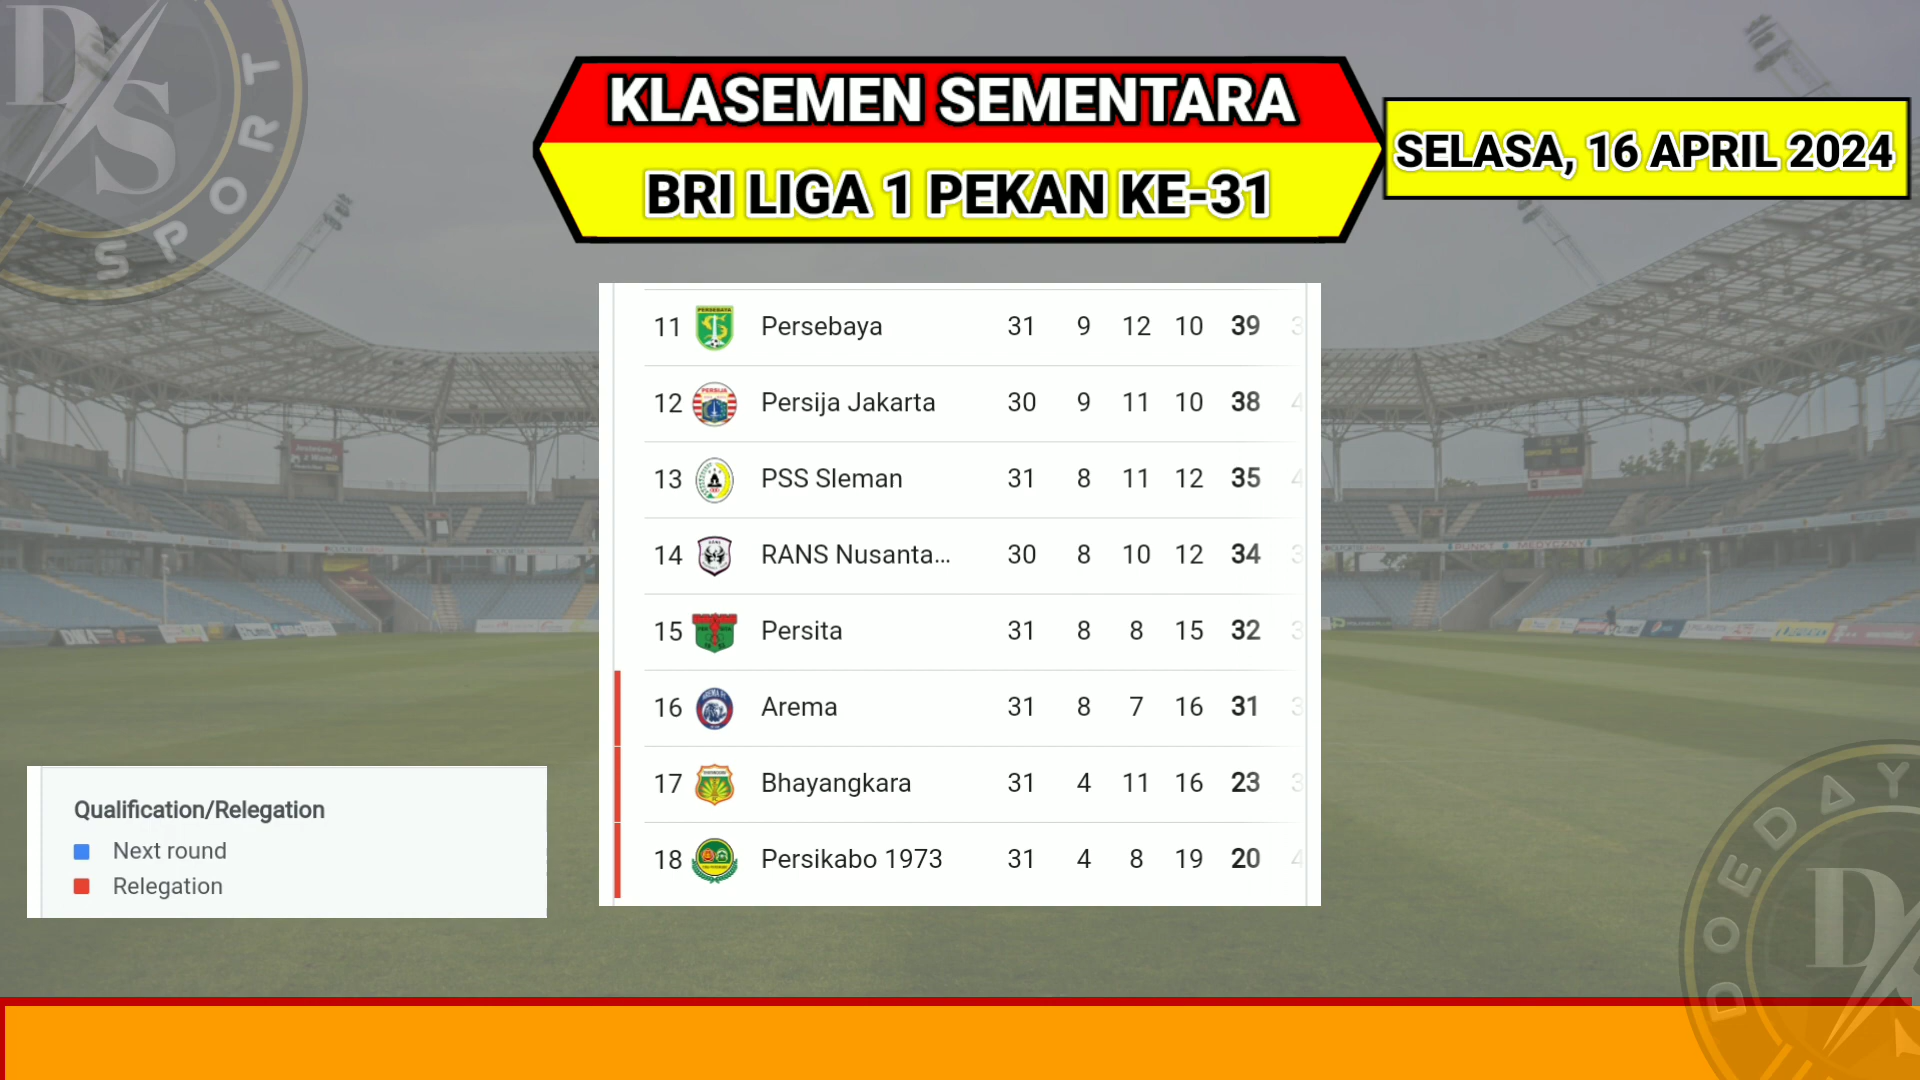 D/S SPORT
KLASEMEN SEMENTARA
BRI LIGA 1 PEKAN KE-31
SELASA, 16 APRIL 2024
11 Persebaya 31 9 12 10 39
12 Persija Jakarta 30 9 11 10 38
13 PSS Sleman 31 8 11 12 35
14 RANS Nusanta... 30 8 10 12 34
15 Persita 31 8 8 15 32
16 Arema 31 8 7 16 31
17 Bhayangkara 31 4 11 16 23
18 Persikabo 1973 31 4 8 19 20
Qualification/Relegation
Next round
Relegation
DOEDAY
D/S